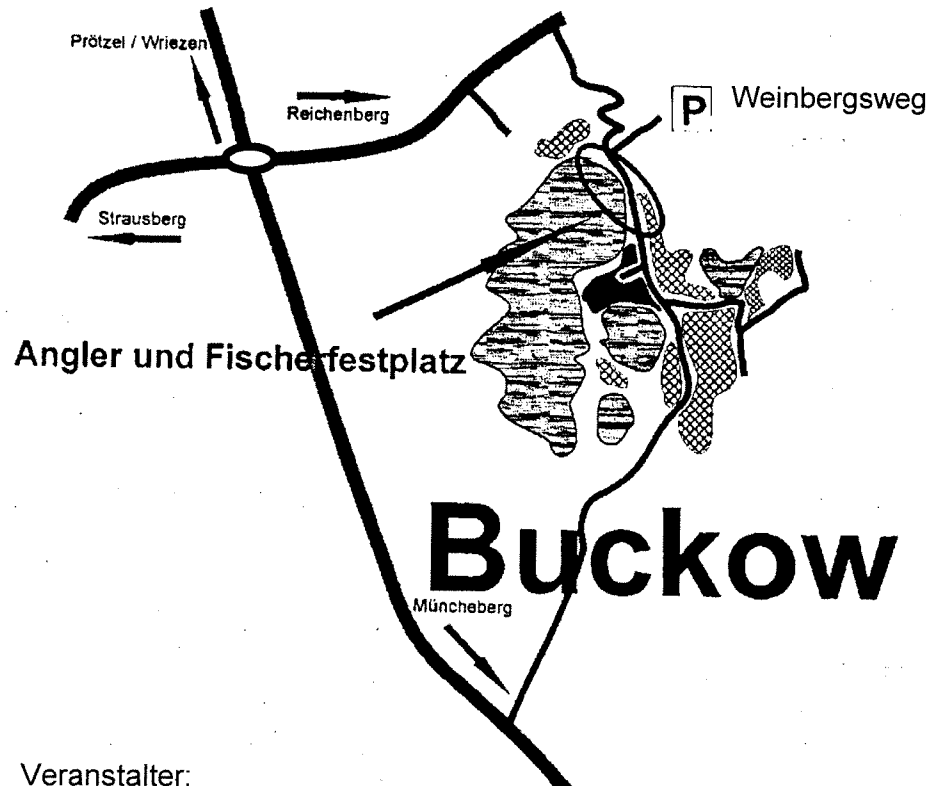 Prötzel / Wriezen
Reichenberg
P Weinbergsweg
Strausberg
Angler und Fischerfestplatz
Buckow
Müncheberg
Veranstalter: